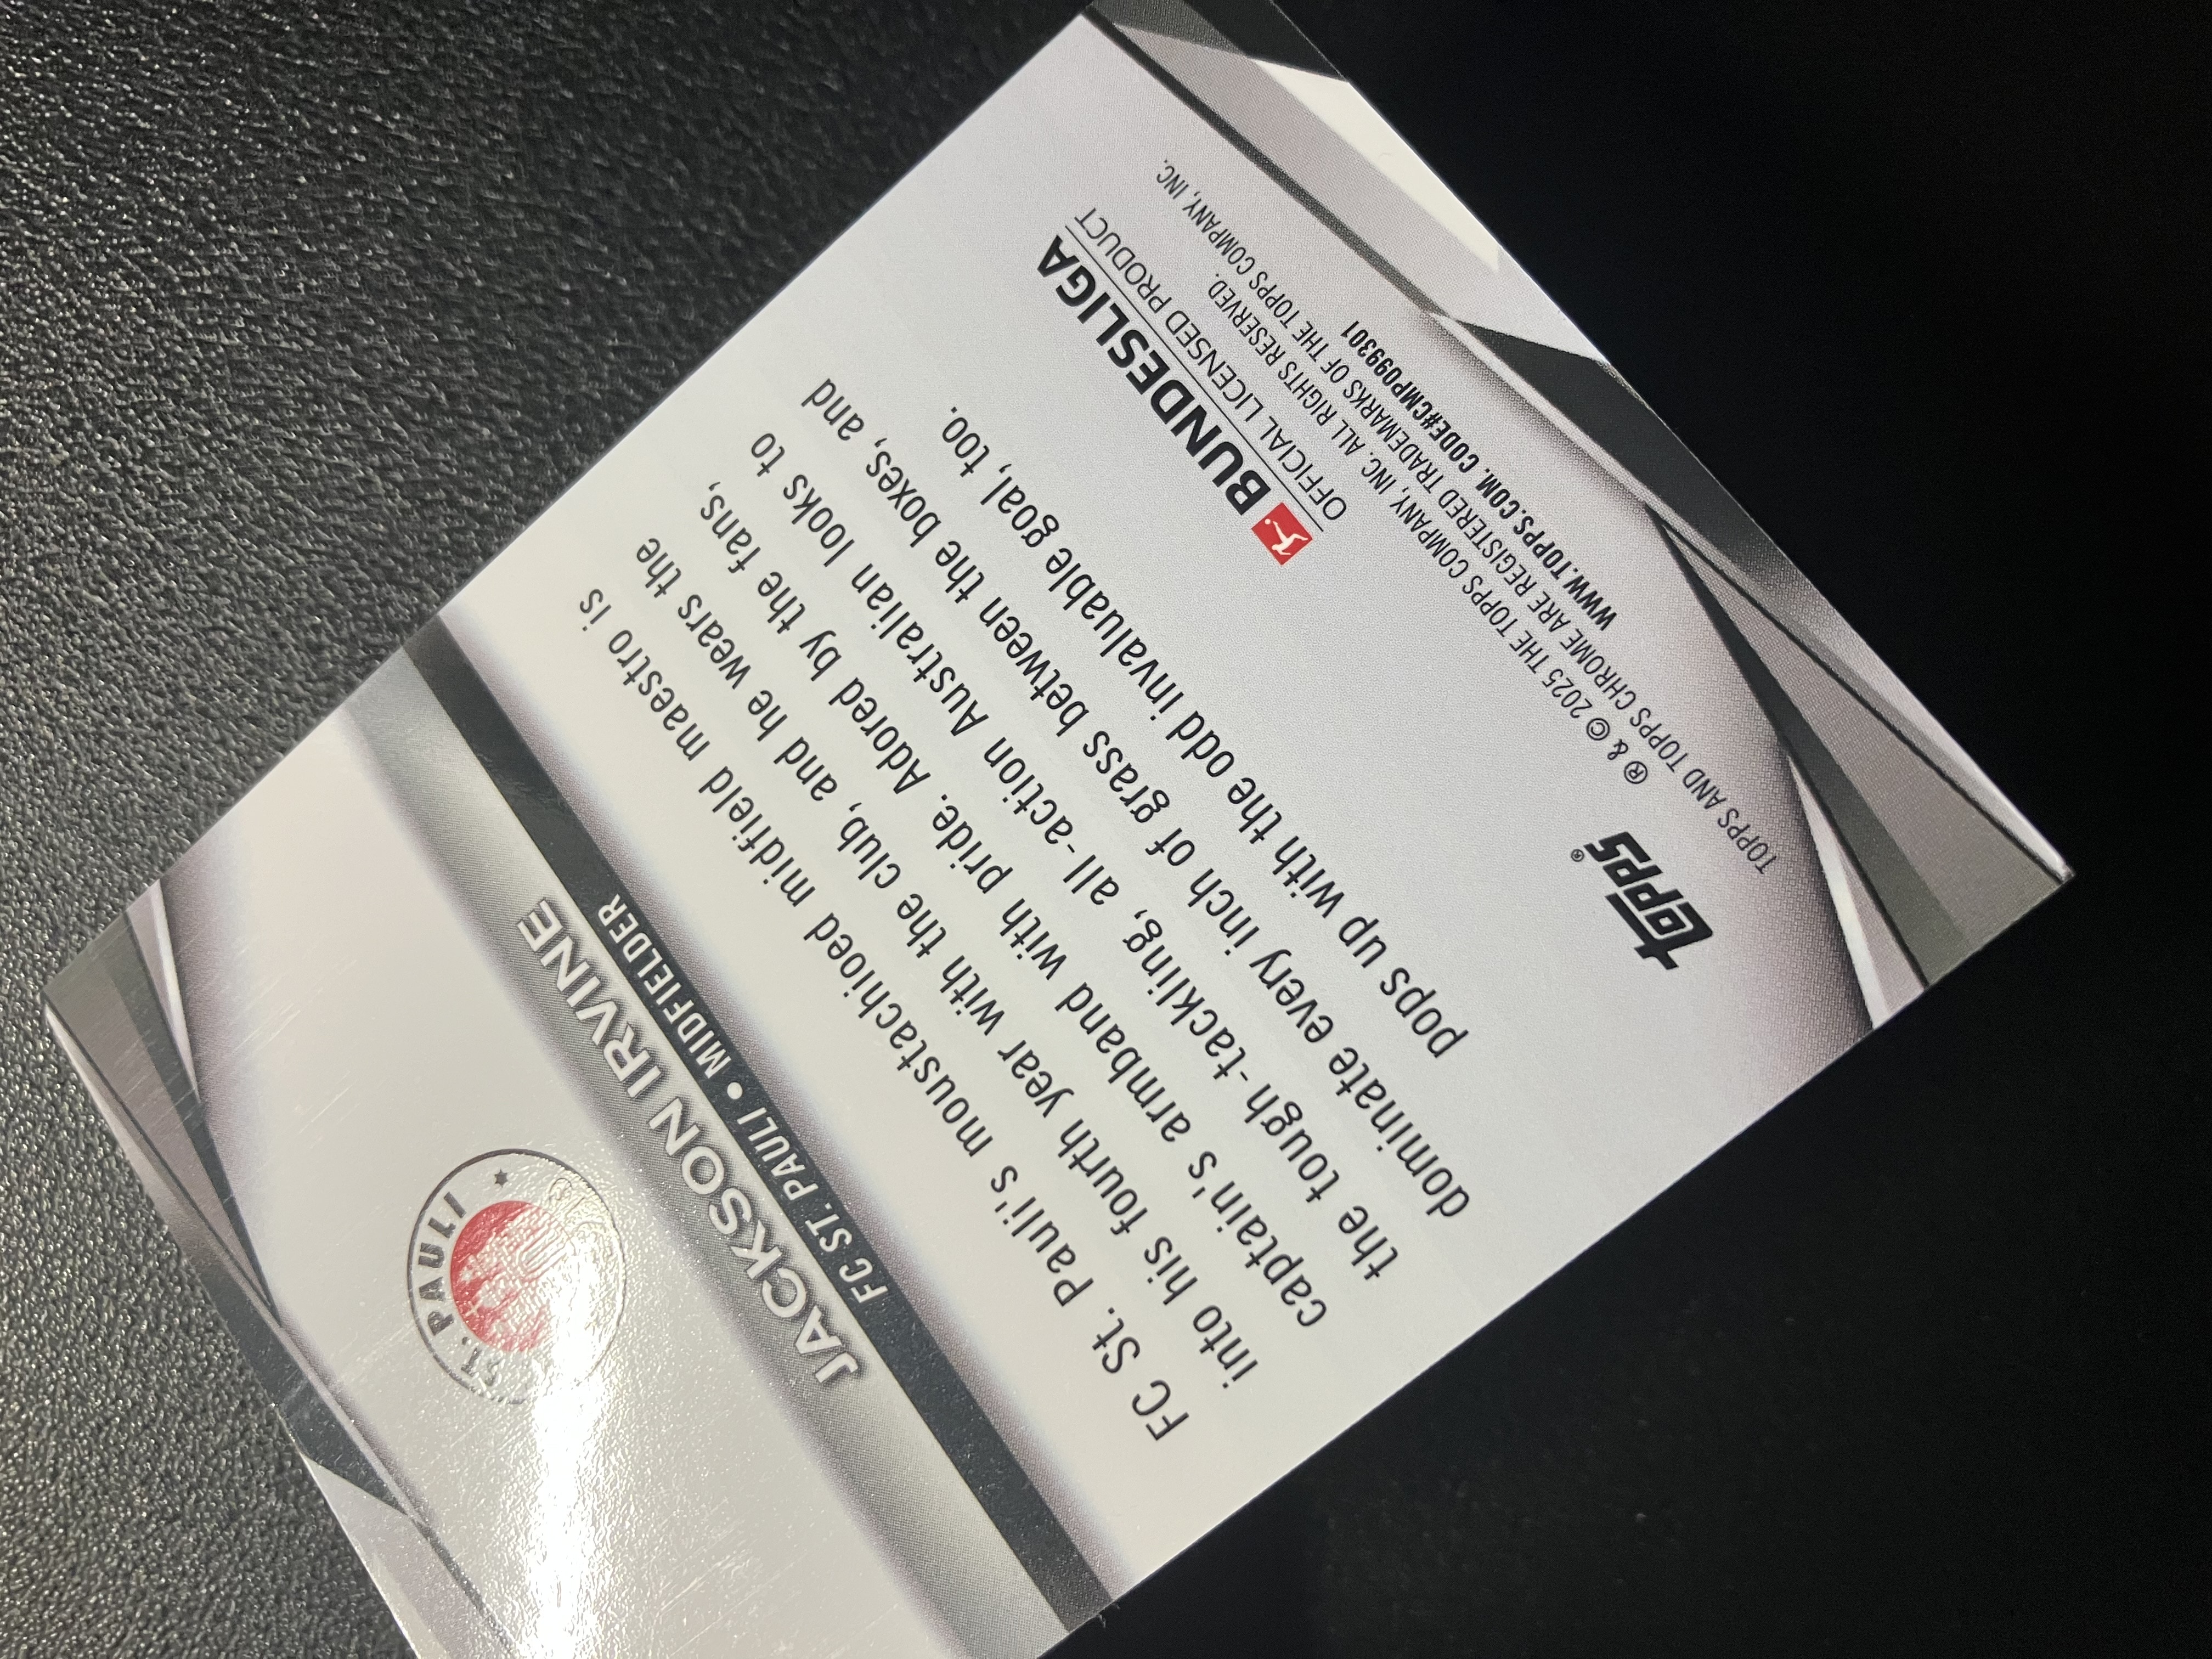 ST. PAULI
JACKSON IRVINE
FC ST. PAULI • MIDFIELDER
FC St. Pauli's moustachioed midfield maestro is
into his fourth year with the club, and he wears the
captain's armband with pride. Adored by the fans,
the tough-tackling, all-action Australian looks to
dominate every inch of grass between the boxes, and
pops up with the odd invaluable goal, too.
BUNDESLIGA
OFFICIAL LICENSED PRODUCT
topps®
® & © 2025 THE TOPPS COMPANY, INC. ALL RIGHTS RESERVED.
TOPPS AND TOPPS CHROME ARE REGISTERED TRADEMARKS OF THE TOPPS COMPANY, INC.
WWW.TOPPS.COM. CODE#CMP099301